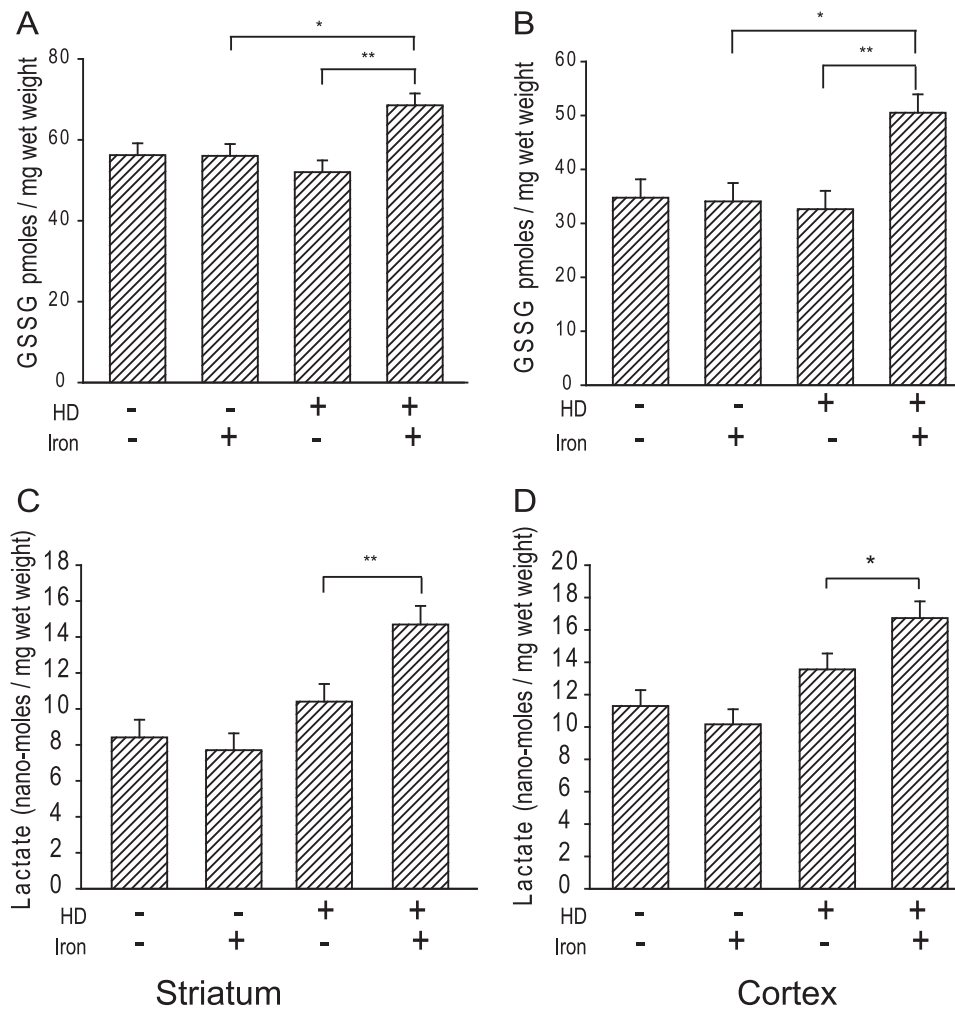 A
GSSG pmoles / mg wet weight
80
60
40
20
0
*
**
HD - - + +
Iron - + - +
B
GSSG pmoles / mg wet weight
60
50
40
30
20
10
0
*
**
HD - - + +
Iron - + - +
C
Lactate (nano-moles / mg wet weight)
18
16
14
12
10
8
6
4
2
0
**
HD - - + +
Iron - + - +
Striatum
D
Lactate (nano-moles / mg wet weight)
20
18
16
14
12
10
8
6
4
2
0
*
HD - - + +
Iron - + - +
Cortex